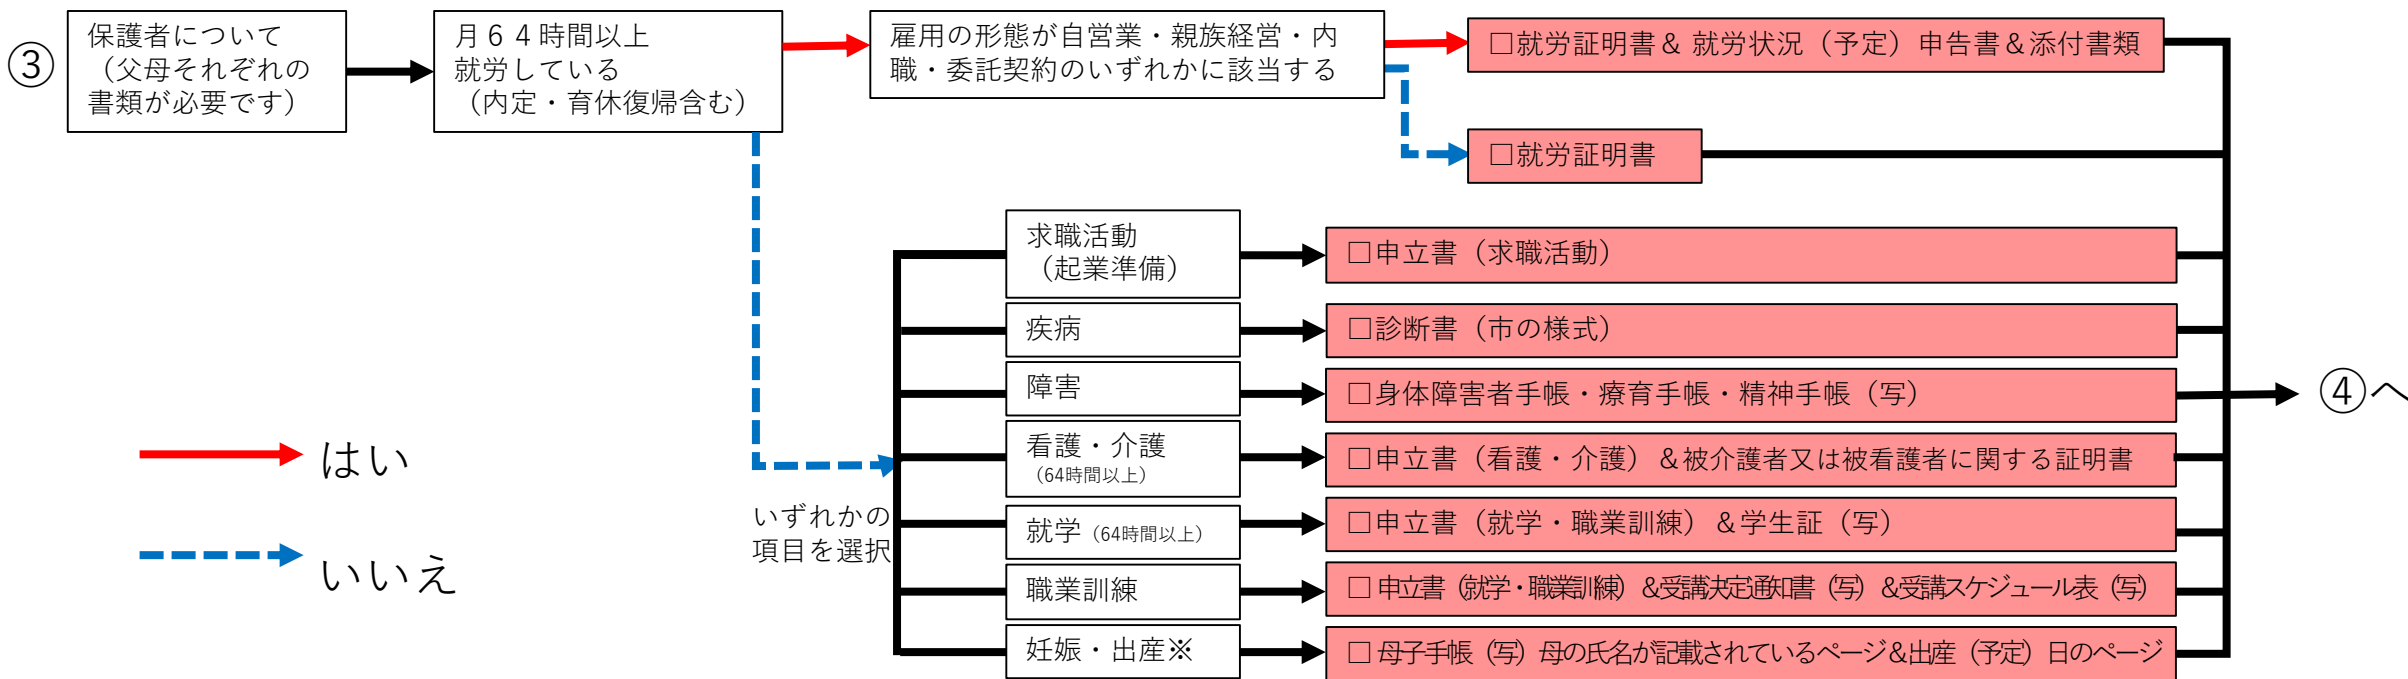 ③
保護者について
（父母それぞれの
書類が必要です）
月６４時間以上
就労している
（内定・育休復帰含む）
雇用の形態が自営業・親族経営・内
職・委託契約のいずれかに該当する
□就労証明書＆ 就労状況（予定）申告書＆添付書類
□就労証明書
求職活動
（起業準備）
□申立書（求職活動）
疾病
□診断書（市の様式）
障害
□身体障害者手帳・療育手帳・精神手帳（写）
④へ
看護・介護
（64時間以上）
□申立書（看護・介護）＆被介護者又は被看護者に関する証明書
はい
いずれかの
項目を選択
就学（64時間以上）
□申立書（就学・職業訓練）＆学生証（写）
いいえ
職業訓練
□申立書（就学・職業訓練）＆受講決定通知書（写）＆受講スケジュール表（写）
妊娠・出産※
□母子手帳（写）母の氏名が記載されているページ＆出産（予定）日のページ